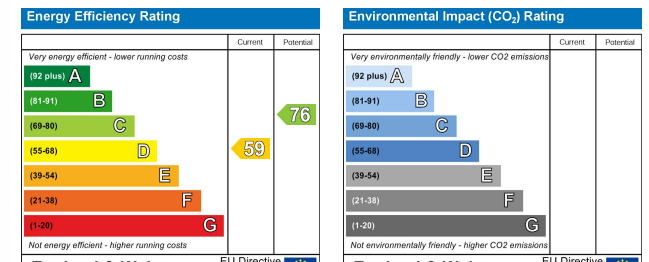 Energy Efficiency Rating
Current Potential
Very energy efficient - lower running costs
(92 plus) A
(81-91) B
(69-80) C
76
(55-68) D
59
(39-54) E
(21-38) F
(1-20) G
Not energy efficient - higher running costs
EU Directive
Environmental Impact (CO₂) Rating
Current Potential
Very environmentally friendly - lower CO2 emissions
(92 plus) A
(81-91) B
(69-80) C
(55-68) D
(39-54) E
(21-38) F
(1-20) G
Not environmentally friendly - higher CO2 emissions
EU Directive